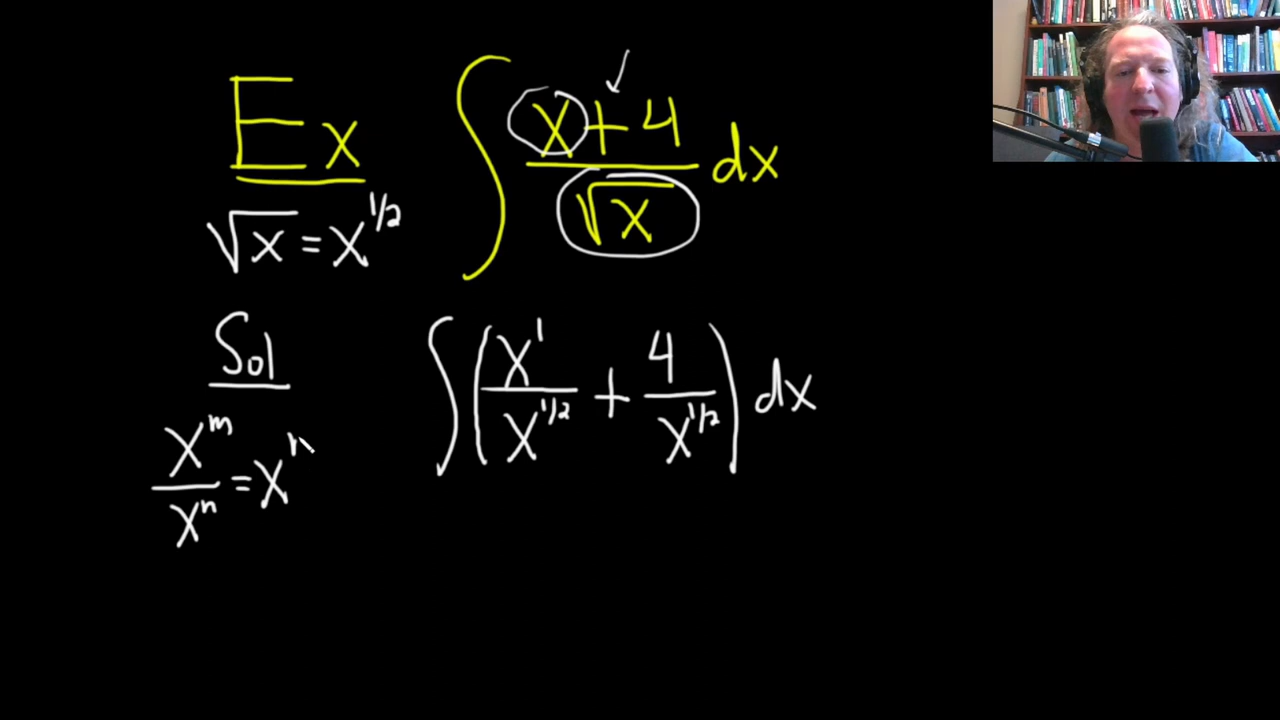 Ex ∫ (x+4)/√x dx
√x = x^{1/2}
Sol ∫ (x^1/x^{1/2} + 4/x^{1/2}) dx
x^m/x^n = x^n